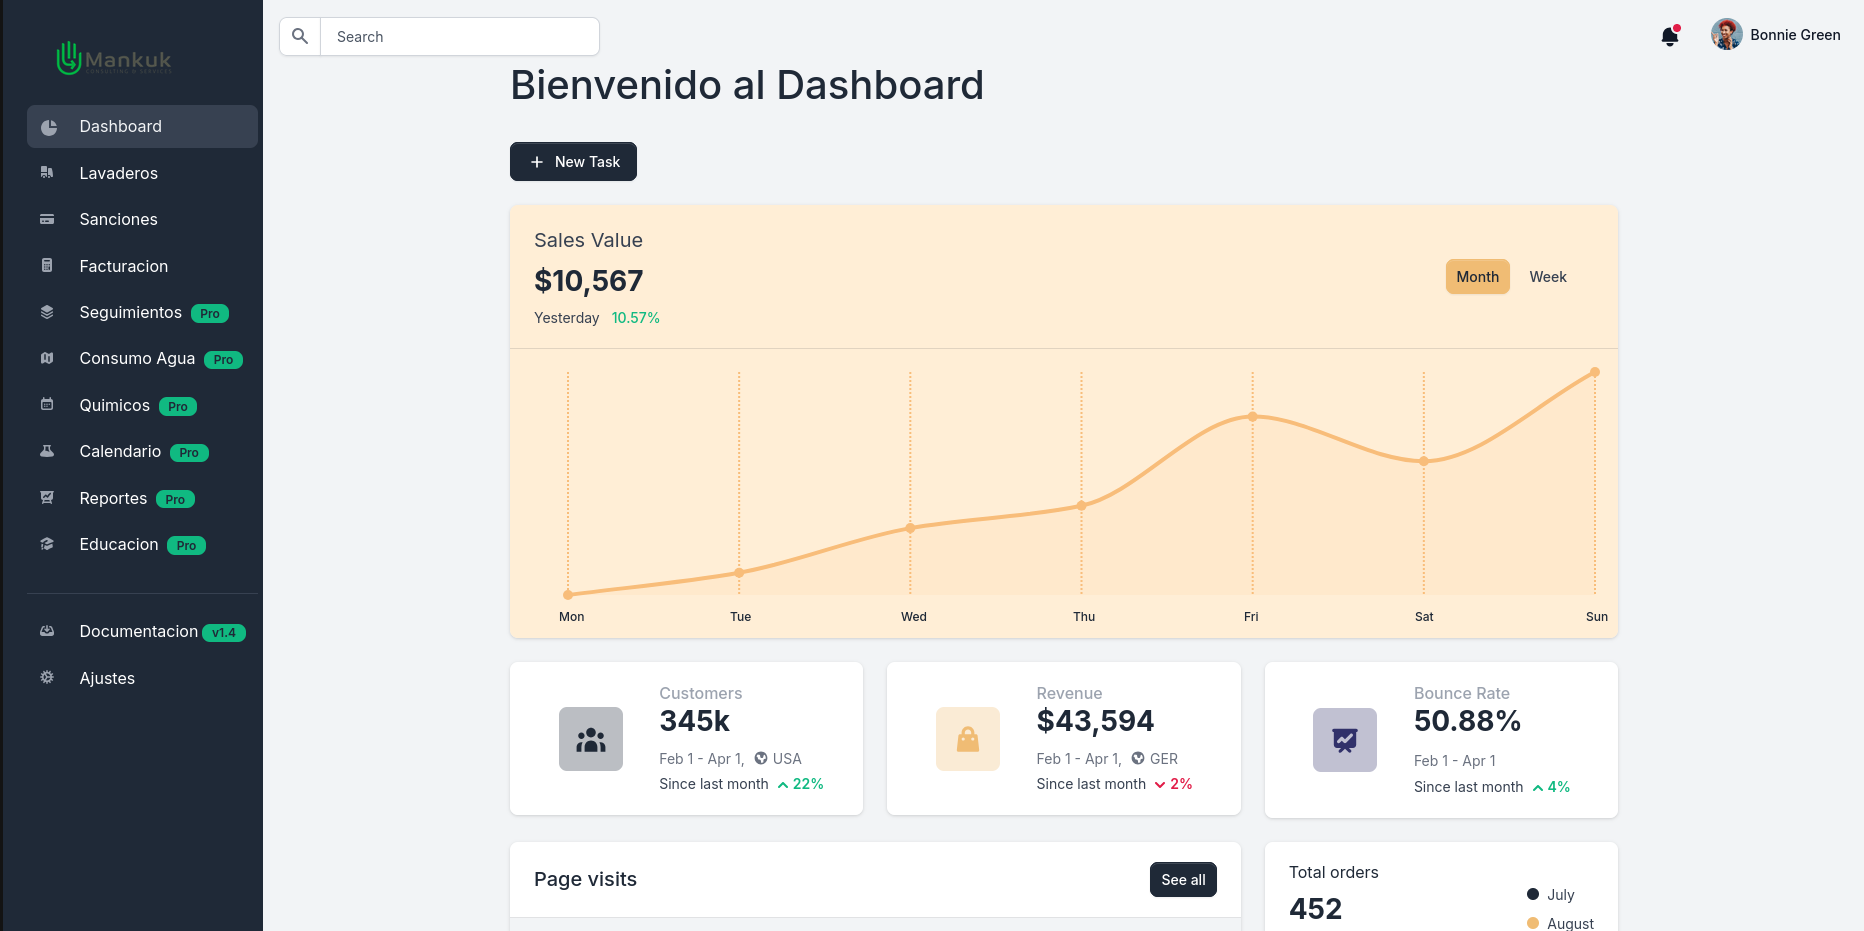 Mankuk
CONSULTING & SERVICES
Dashboard
Lavaderos
Sanciones
Facturacion
Seguimientos Pro
Consumo Agua Pro
Quimicos Pro
Calendario Pro
Reportes Pro
Educacion Pro
Documentacion v1.4
Ajustes
Search
Bonnie Green
Bienvenido al Dashboard
New Task
Sales Value
$10,567
Yesterday 10.57%
Month Week
Mon Tue Wed Thu Fri Sat Sun
Customers
345k
Feb 1 - Apr 1, USA
Since last month 22%
Revenue
$43,594
Feb 1 - Apr 1, GER
Since last month 2%
Bounce Rate
50.88%
Feb 1 - Apr 1
Since last month 4%
Page visits
See all
Total orders
452
July
August